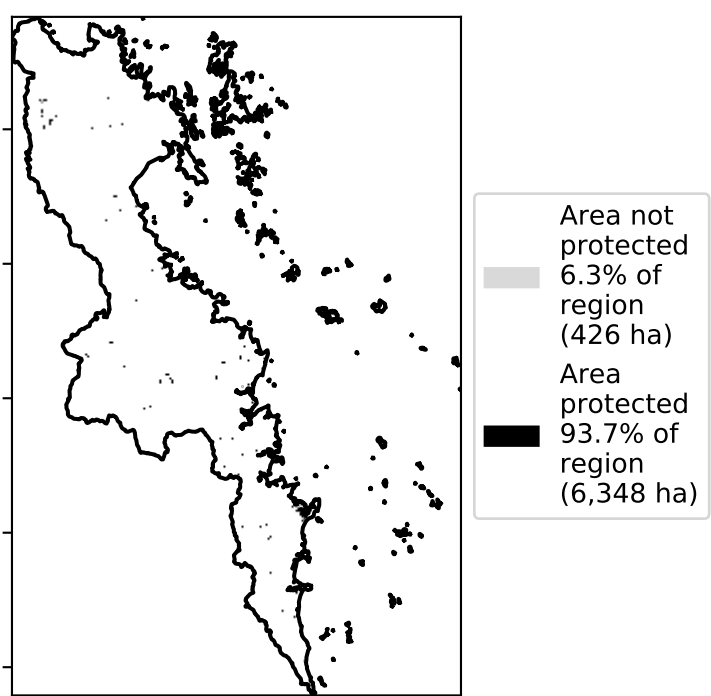 Area not
protected
6.3% of
region
(426 ha)
Area
protected
93.7% of
region
(6,348 ha)